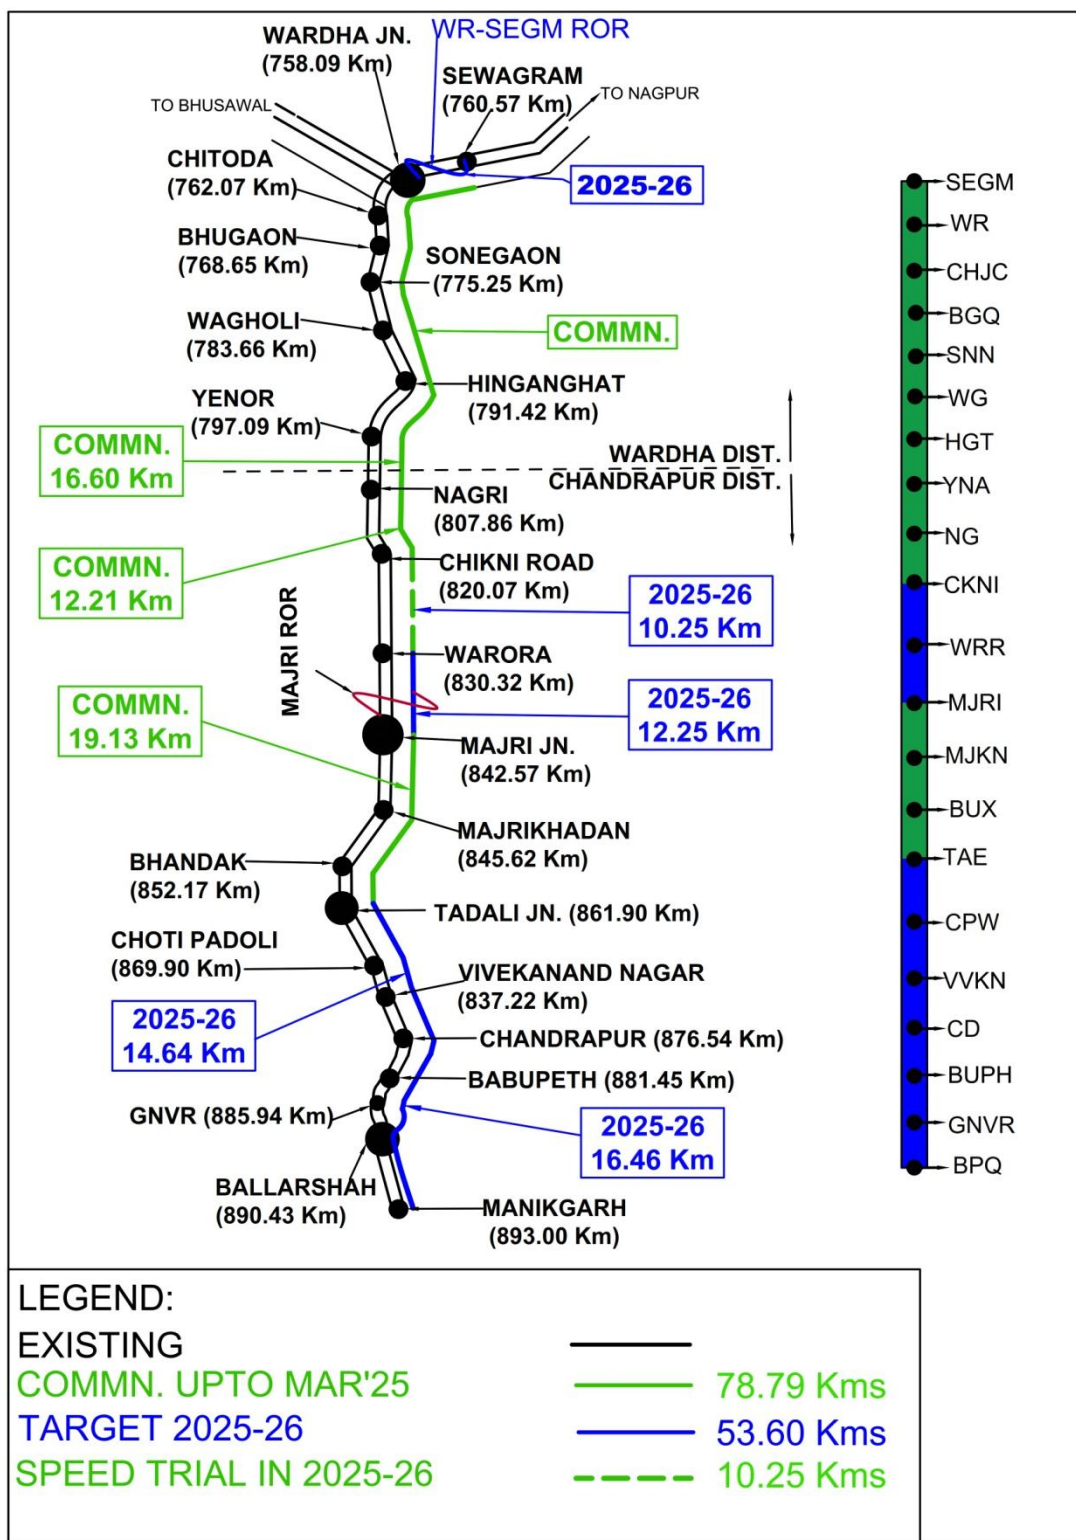 WARDHA JN.
(758.09 Km)
WR-SEGM ROR
SEWAGRAM
(760.57 Km)
TO BHUSAWAL
TO NAGPUR
CHITODA
(762.07 Km)
2025-26
BHUGAON
(768.65 Km)
SONEGAON
(775.25 Km)
WAGHOLI
(783.66 Km)
COMMN.
HINGANGHAT
(791.42 Km)
YENOR
(797.09 Km)
COMMN.
16.60 Km
WARDHA DIST.
CHANDRAPUR DIST.
NAGRI
(807.86 Km)
COMMN.
12.21 Km
CHIKNI ROAD
(820.07 Km)
2025-26
10.25 Km
MAJRI ROR
WARORA
(830.32 Km)
COMMN.
19.13 Km
2025-26
12.25 Km
MAJRI JN.
(842.57 Km)
MAJRIKHADAN
(845.62 Km)
BHANDAK
(852.17 Km)
TADALI JN. (861.90 Km)
CHOTI PADOLI
(869.90 Km)
VIVEKANAND NAGAR
(837.22 Km)
2025-26
14.64 Km
CHANDRAPUR (876.54 Km)
BABUPETH (881.45 Km)
GNVR (885.94 Km)
2025-26
16.46 Km
BALLARSHAH
(890.43 Km)
MANIKGARH
(893.00 Km)
SEGM
WR
CHJC
BGQ
SNN
WG
HGT
YNA
NG
CKNI
WRR
MJRI
MJKN
BUX
TAE
CPW
VVKN
CD
BUPH
GNVR
BPQ
LEGEND:
EXISTING
COMMN. UPTO MAR'25 78.79 Kms
TARGET 2025-26 53.60 Kms
SPEED TRIAL IN 2025-26 10.25 Kms